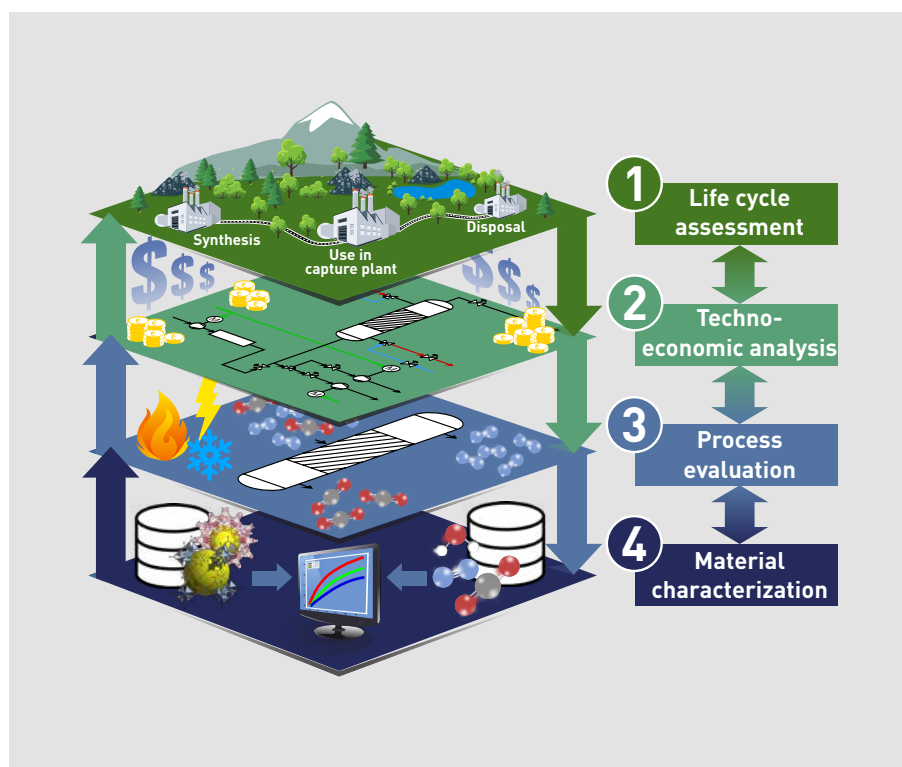 Synthesis
Use in
capture plant
Disposal
1
Life cycle
assessment
$$$
$$$
2
Techno-
economic analysis
3
Process
evaluation
4
Material
characterization